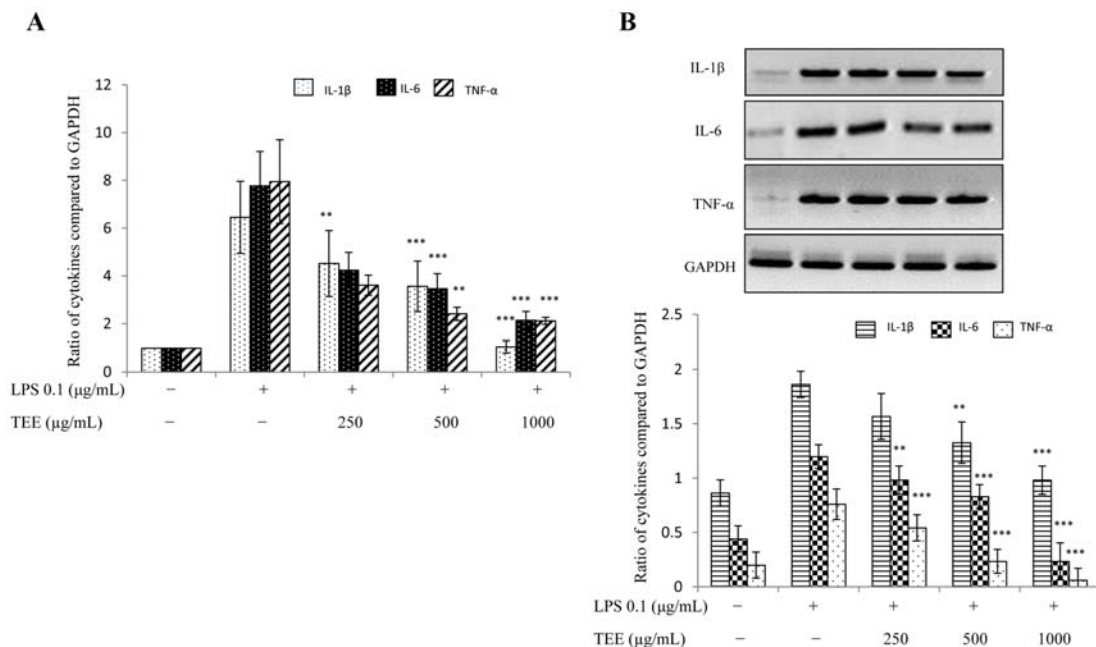 A
Ratio of cytokines compared to GAPDH
12
10
8
6
4
2
0
IL-1β IL-6 TNF-α
** 
*** *** **
*** *** ***
LPS 0.1 (μg/mL) − + + + +
TEE (μg/mL) − − 250 500 1000
B
IL-1β
IL-6
TNF-α
GAPDH
Ratio of cytokines compared to GAPDH
2.5
2
1.5
1
0.5
0
IL-1β IL-6 TNF-α
** ***
** *** ***
*** *** ***
LPS 0.1 (μg/mL) − + + + +
TEE (μg/mL) − − 250 500 1000